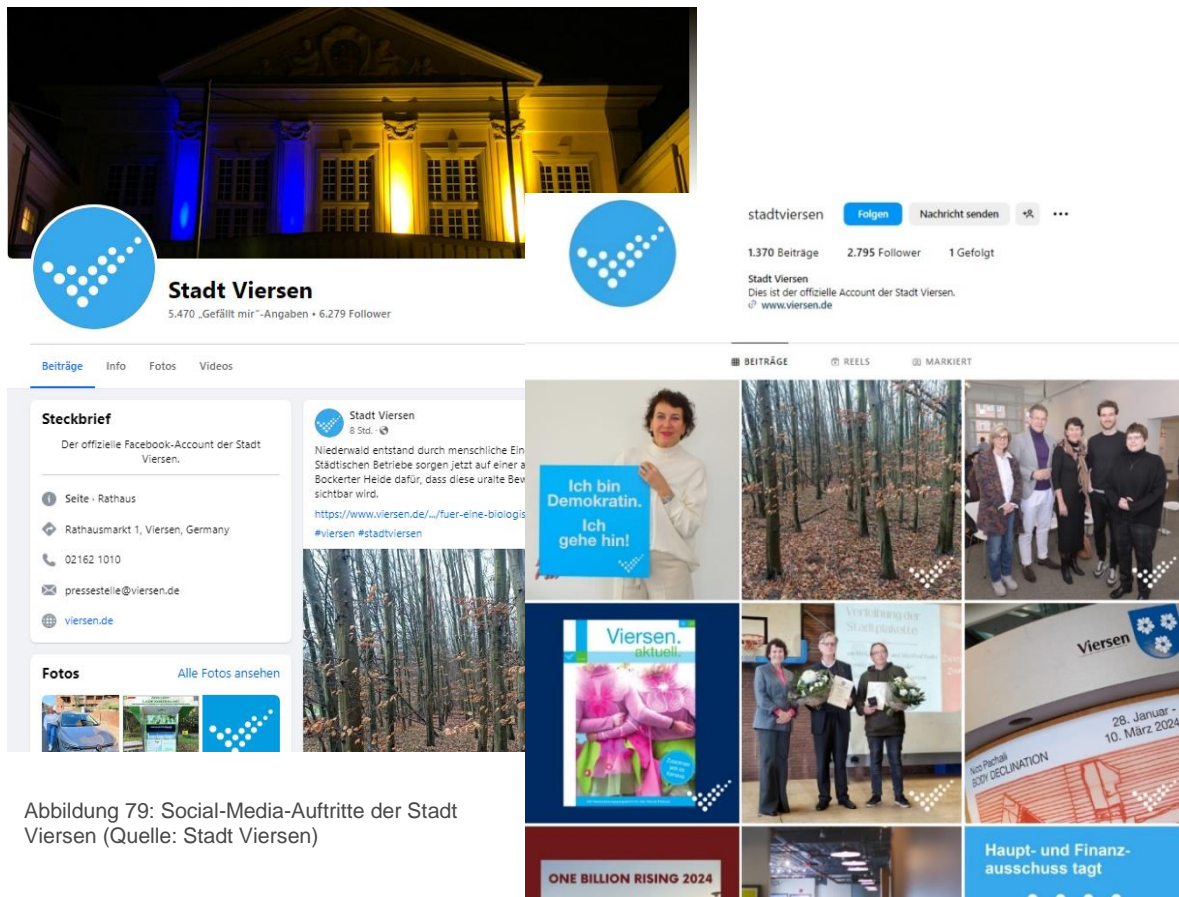 Stadt Viersen
5.470 „Gefällt mir“-Angaben • 6.279 Follower
Beiträge Info Fotos Videos
Steckbrief
Der offizielle Facebook-Account der Stadt
Viersen.
Seite · Rathaus
Rathausmarkt 1, Viersen, Germany
02162 1010
pressestelle@viersen.de
viersen.de
Fotos Alle Fotos ansehen
Stadt Viersen
8 Std. ·
Niederwald entstand durch menschliche Ein
Städtischen Betriebe sorgen jetzt auf einer a
Bockerter Heide dafür, dass diese uralte Bew
sichtbar wird.
https://www.viersen.de/.../fuer-eine-biologis
#viersen #stadtviersen
stadtviersen Folgen Nachricht senden
1.370 Beiträge 2.795 Follower 1 Gefolgt
Stadt Viersen
Dies ist der offizielle Account der Stadt Viersen.
www.viersen.de
BEITRÄGE REELS MARKIERT
Ich bin
Demokratin.
Ich
gehe hin!
Viersen.
aktuell.
Verleihung der
Stadtplakette
Viersen
28. Januar -
10. März 2024
Nico Pachali
BODY DECLINATION
ONE BILLION RISING 2024
Haupt- und Finanz-
ausschuss tagt
Abbildung 79: Social-Media-Auftritte der Stadt
Viersen (Quelle: Stadt Viersen)